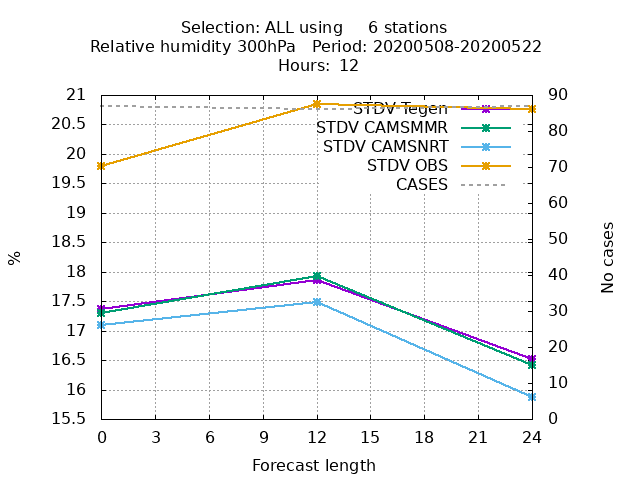 Selection: ALL using     6 stations
Relative humidity 300hPa   Period: 20200508-20200522
Hours:  12
21
20.5
20
19.5
19
18.5
18
17.5
17
16.5
16
15.5
%
STDV Tegen
STDV CAMSMMR
STDV CAMSNRT
STDV OBS
CASES
90
80
70
60
50
40
30
20
10
0
No cases
0 3 6 9 12 15 18 21 24
Forecast length